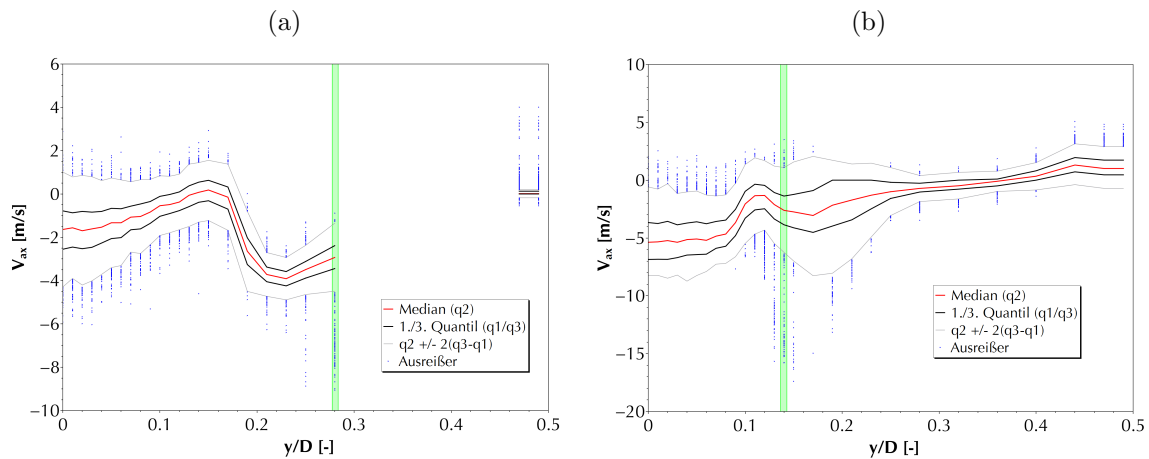 (a)
(b)
6
4
2
0
−2
−4
−6
−8
−10
V_ax [m/s]
0
0.1
0.2
0.3
0.4
0.5
y/D [-]
Median (q2)
1./3. Quantil (q1/q3)
q2 +/- 2(q3-q1)
Ausreißer
10
5
0
−5
−10
−15
−20
V_ax [m/s]
0
0.1
0.2
0.3
0.4
0.5
y/D [-]
Median (q2)
1./3. Quantil (q1/q3)
q2 +/- 2(q3-q1)
Ausreißer